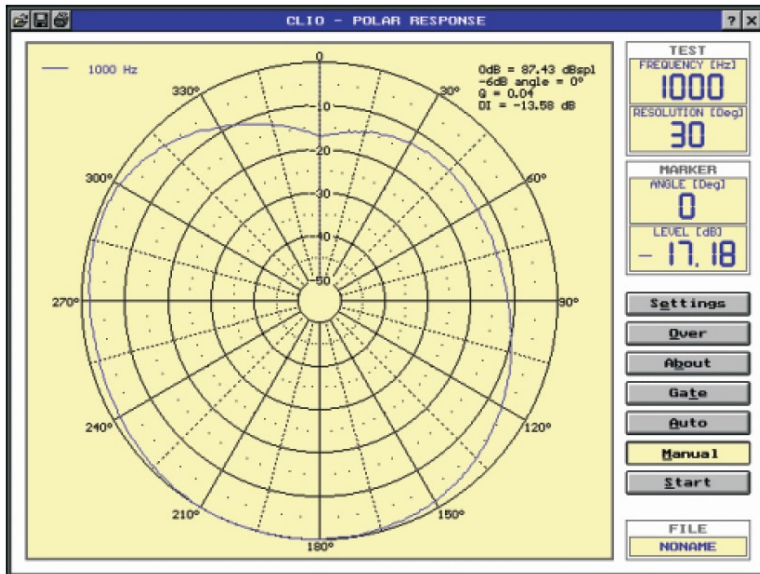 CLIO - POLAR RESPONSE
? X
1000 Hz
0dB = 87.43 dBspl
-6dB angle = 0°
Q = 0.04
DI = -13.58 dB
0
330°
30°
300°
60°
270°
90°
240°
120°
210°
150°
180°
-10
-20
-30
-40
-50
TEST
FREQUENCY [Hz]
1000
RESOLUTION [Deg]
30
MARKER
ANGLE [Deg]
0
LEVEL [dB]
-17.18
Settings
Over
About
Gate
Auto
Manual
Start
FILE
NONAME